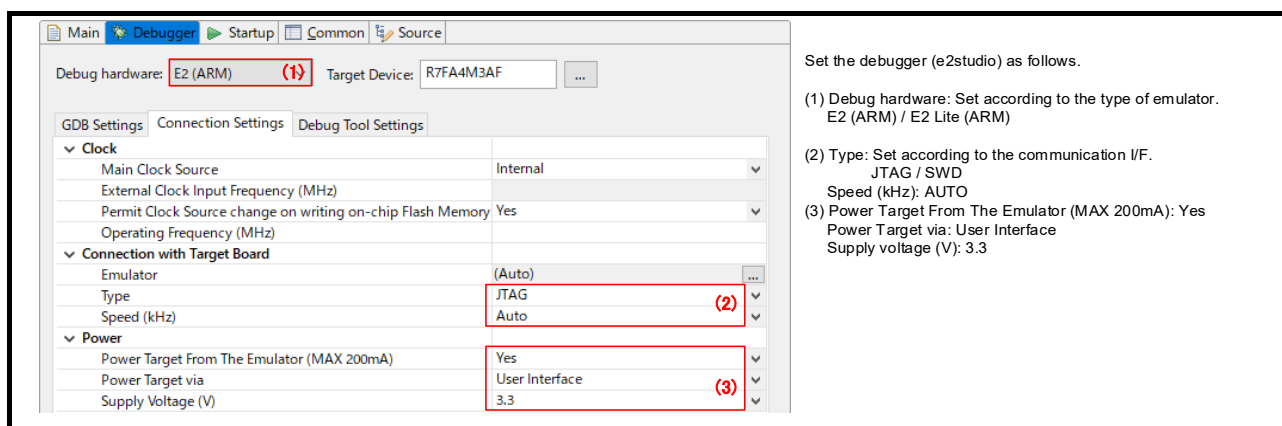 Main Debugger Startup Common Source
Debug hardware: E2 (ARM) (1) Target Device: R7FA4M3AF ...
GDB Settings Connection Settings Debug Tool Settings
Clock
Main Clock Source Internal
External Clock Input Frequency (MHz)
Permit Clock Source change on writing on-chip Flash Memory Yes
Operating Frequency (MHz)
Connection with Target Board
Emulator (Auto) ...
Type JTAG
(2)
Speed (kHz) Auto
Power
Power Target From The Emulator (MAX 200mA) Yes
Power Target via User Interface
(3)
Supply Voltage (V) 3.3
Set the debugger (e2studio) as follows.
(1) Debug hardware: Set according to the type of emulator.
E2 (ARM) / E2 Lite (ARM)
(2) Type: Set according to the communication I/F.
JTAG / SWD
Speed (kHz): AUTO
(3) Power Target From The Emulator (MAX 200mA): Yes
Power Target via: User Interface
Supply voltage (V): 3.3